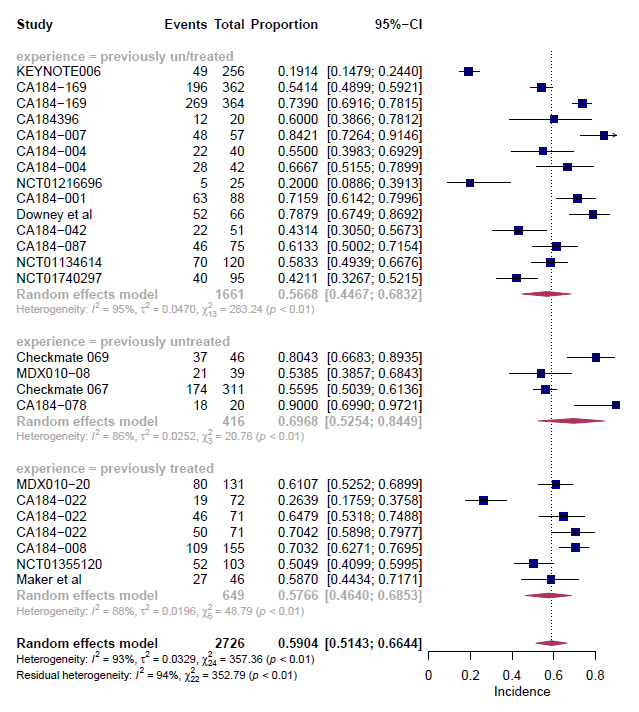 Study Events Total Proportion 95%-CI
experience = previously un/treated
KEYNOTE006 49 256 0.1914 [0.1479; 0.2440]
CA184-169 196 362 0.5414 [0.4899; 0.5921]
CA184-169 269 364 0.7390 [0.6916; 0.7815]
CA184396 12 20 0.6000 [0.3866; 0.7812]
CA184-007 48 57 0.8421 [0.7264; 0.9146]
CA184-004 22 40 0.5500 [0.3983; 0.6929]
CA184-004 28 42 0.6667 [0.5155; 0.7899]
NCT01216696 5 25 0.2000 [0.0886; 0.3913]
CA184-001 63 88 0.7159 [0.6142; 0.7996]
Downey et al 52 66 0.7879 [0.6749; 0.8692]
CA184-042 22 51 0.4314 [0.3050; 0.5673]
CA184-087 46 75 0.6133 [0.5002; 0.7154]
NCT01134614 70 120 0.5833 [0.4939; 0.6676]
NCT01740297 40 95 0.4211 [0.3267; 0.5215]
Random effects model 1661 0.5668 [0.4467; 0.6832]
Heterogeneity: I² = 95%, τ² = 0.0470, χ²₁₃ = 283.24 (p < 0.01)
experience = previously untreated
Checkmate 069 37 46 0.8043 [0.6683; 0.8935]
MDX010-08 21 39 0.5385 [0.3857; 0.6843]
Checkmate 067 174 311 0.5595 [0.5039; 0.6136]
CA184-078 18 20 0.9000 [0.6990; 0.9721]
Random effects model 416 0.6968 [0.5254; 0.8449]
Heterogeneity: I² = 86%, τ² = 0.0252, χ²₃ = 20.76 (p < 0.01)
experience = previously treated
MDX010-20 80 131 0.6107 [0.5252; 0.6899]
CA184-022 19 72 0.2639 [0.1759; 0.3758]
CA184-022 46 71 0.6479 [0.5318; 0.7488]
CA184-022 50 71 0.7042 [0.5898; 0.7977]
CA184-008 109 155 0.7032 [0.6271; 0.7695]
NCT01355120 52 103 0.5049 [0.4099; 0.5995]
Maker et al 27 46 0.5870 [0.4434; 0.7171]
Random effects model 649 0.5766 [0.4640; 0.6853]
Heterogeneity: I² = 88%, τ² = 0.0196, χ²₆ = 48.79 (p < 0.01)
Random effects model 2726 0.5904 [0.5143; 0.6644]
Heterogeneity: I² = 93%, τ² = 0.0329, χ²₂₄ = 357.36 (p < 0.01)
Residual heterogeneity: I² = 94%, χ²₂₂ = 352.79 (p < 0.01)
0 0.2 0.4 0.6 0.8
Incidence